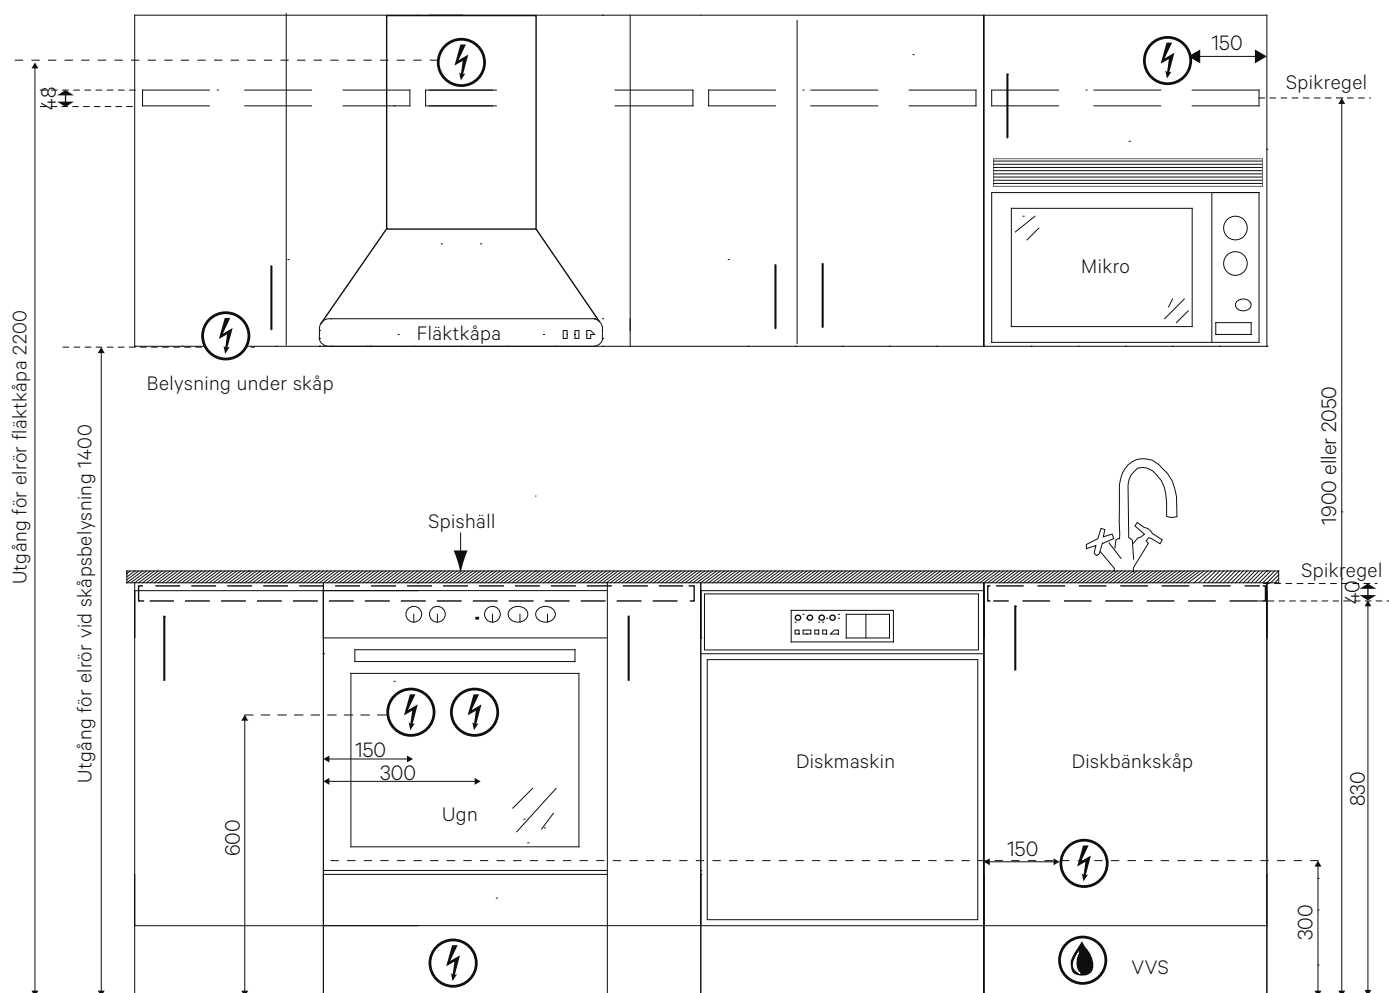 150
Spikregel
48
Mikro
Fläktkåpa
Belysning under skåp
Utgång för elrör fläktkåpa 2200
Utgång för elrör vid skåpsbelysning 1400
1900 eller 2050
Spishäll
Spikregel
40
150
300
Ugn
600
Diskmaskin
Diskbänkskåp
830
150
300
VVS